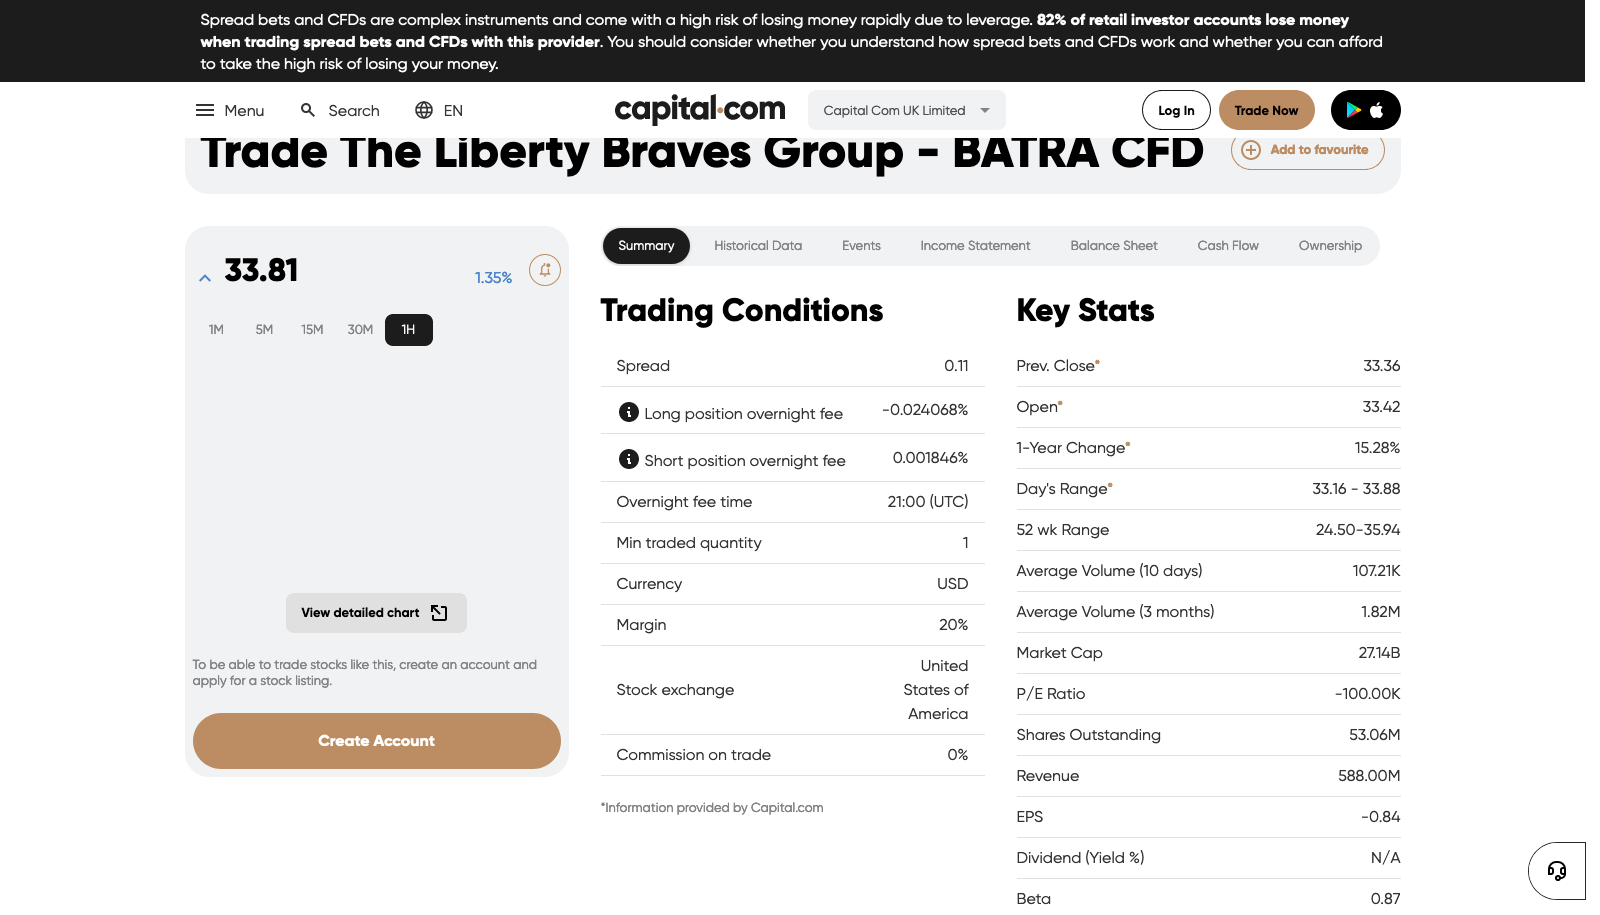 Spread bets and CFDs are complex instruments and come with a high risk of losing money rapidly due to leverage. 82% of retail investor accounts lose money
when trading spread bets and CFDs with this provider. You should consider whether you understand how spread bets and CFDs work and whether you can afford
to take the high risk of losing your money.
Menu
Search
EN
capital.com
Capital Com UK Limited
Log In
Trade Now
Trade The Liberty Braves Group - BATRA CFD
Add to favourite
33.81
1.35%
1M 5M 15M 30M 1H
View detailed chart
To be able to trade stocks like this, create an account and
apply for a stock listing.
Create Account
Summary Historical Data Events Income Statement Balance Sheet Cash Flow Ownership
Trading Conditions
Spread 0.11
Long position overnight fee -0.024068%
Short position overnight fee 0.001846%
Overnight fee time 21:00 (UTC)
Min traded quantity 1
Currency USD
Margin 20%
Stock exchange United
States of
America
Commission on trade 0%
*Information provided by Capital.com
Key Stats
Prev. Close* 33.36
Open* 33.42
1-Year Change* 15.28%
Day's Range* 33.16 - 33.88
52 wk Range 24.50-35.94
Average Volume (10 days) 107.21K
Average Volume (3 months) 1.82M
Market Cap 27.14B
P/E Ratio -100.00K
Shares Outstanding 53.06M
Revenue 588.00M
EPS -0.84
Dividend (Yield %) N/A
Beta 0.87